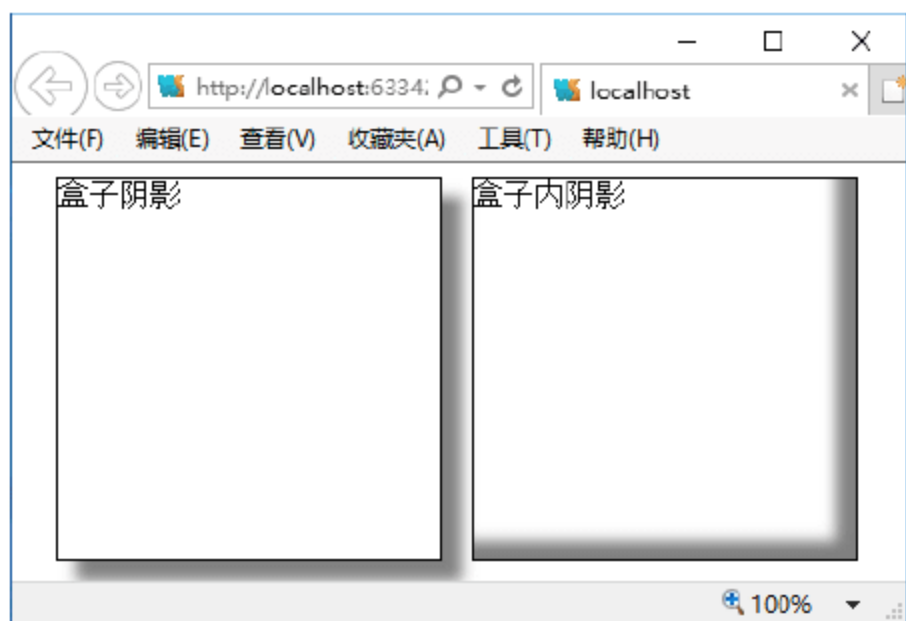 http://localhost:6334
localhost
文件(F) 编辑(E) 查看(V) 收藏夹(A) 工具(T) 帮助(H)
盒子阴影
盒子内阴影
100%